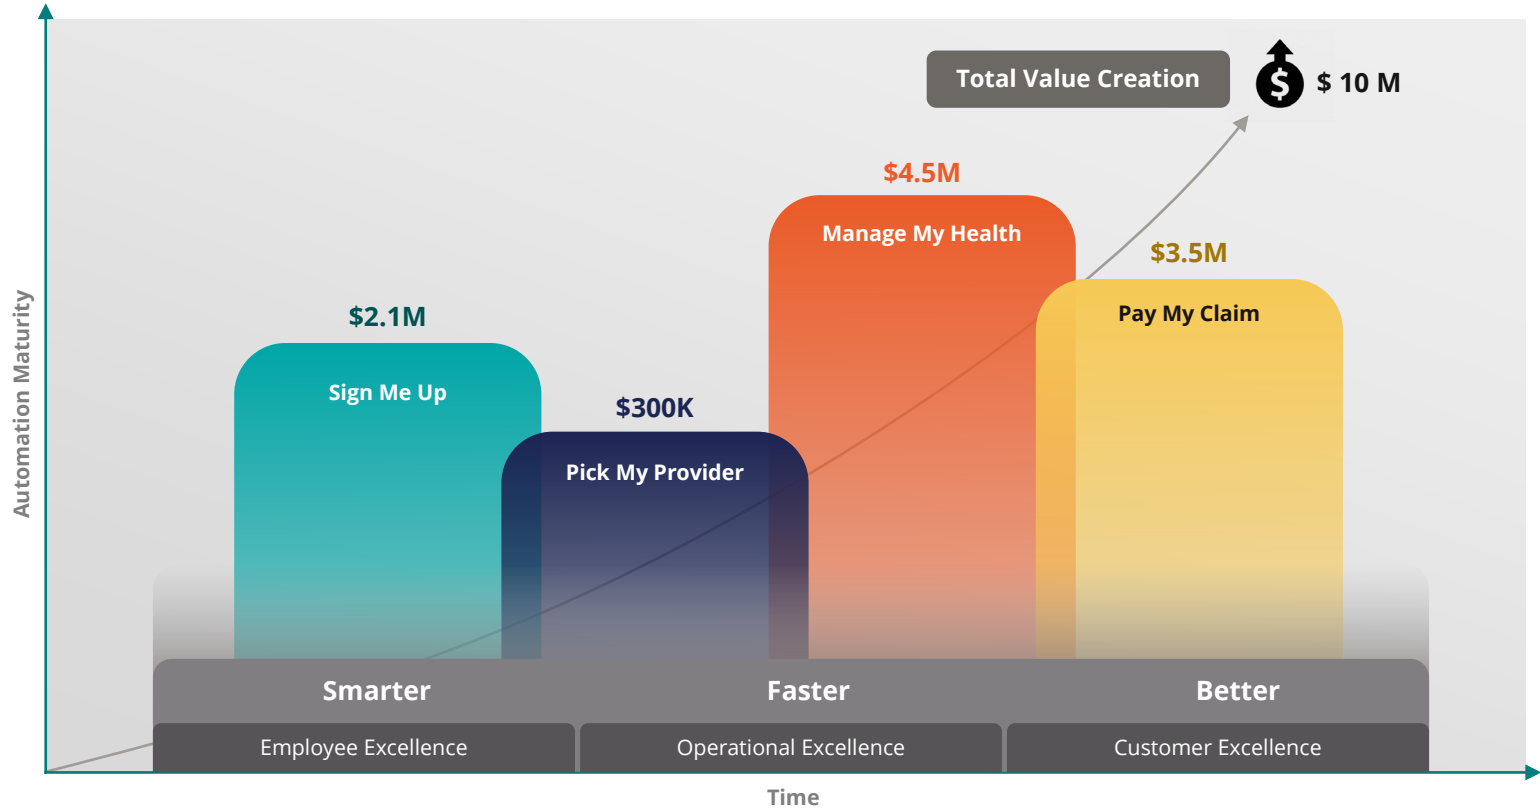 Total Value Creation
$
$ 10 M
$4.5M
Manage My Health
$3.5M
Pay My Claim
$2.1M
Sign Me Up
$300K
Pick My Provider
Automation Maturity
Smarter
Faster
Better
Employee Excellence
Operational Excellence
Customer Excellence
Time